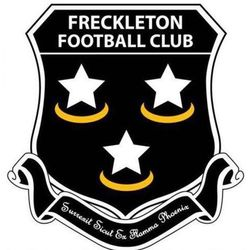 FRECKLETON
FOOTBALL CLUB
Surrexit Sicut Ex Flamma Phoenix